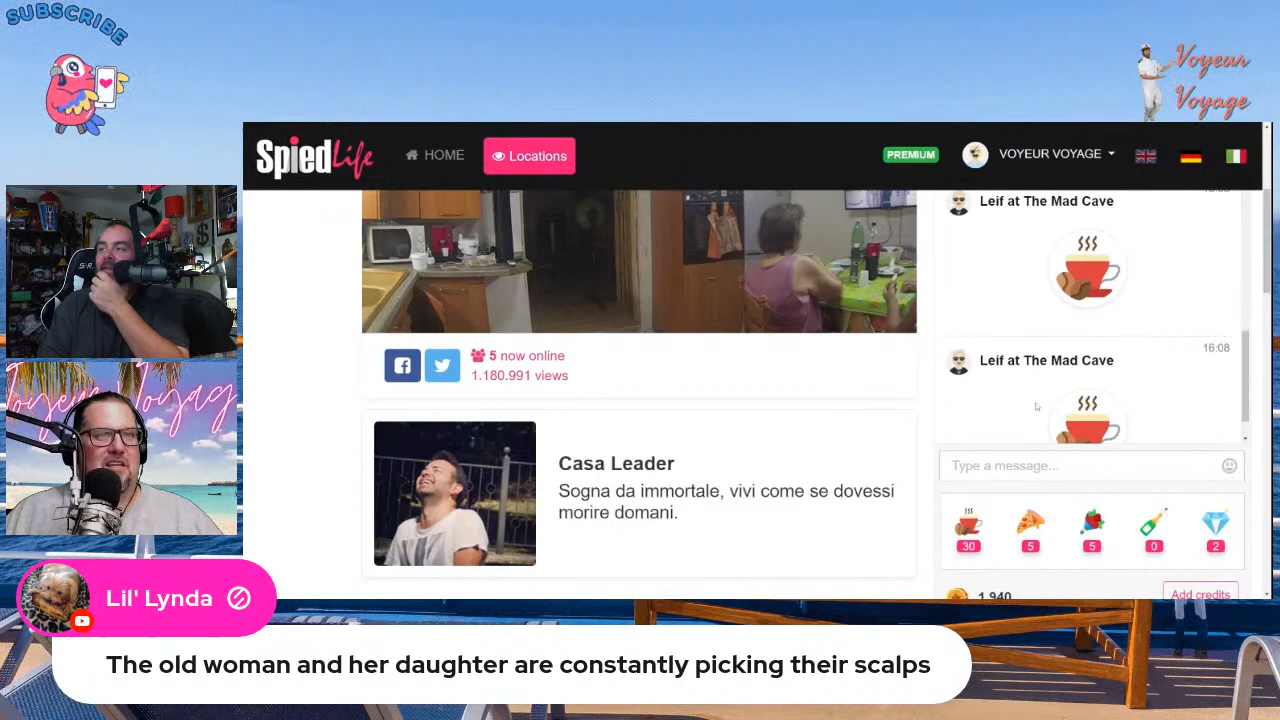 SUBSCRIBE
Voyeur
Voyage
SpiedLife
HOME
Locations
PREMIUM
VOYEUR VOYAGE
Leif at The Mad Cave
5 now online
1.180.991 views
16:08
Leif at The Mad Cave
Casa Leader
Sogna da immortale, vivi come se dovessi
morire domani.
Type a message...
30
5
5
0
2
1.940
Add credits
Lil' Lynda
The old woman and her daughter are constantly picking their scalps